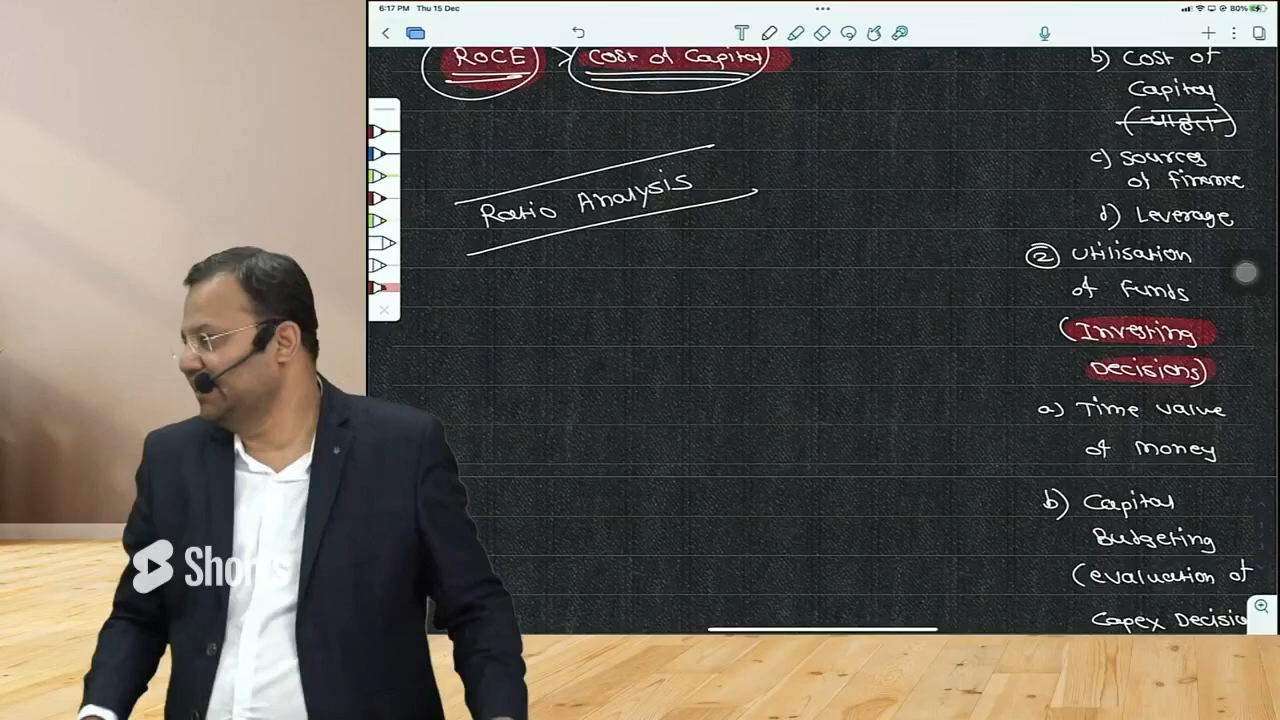 6:17 PM Thu 15 Dec
80%
T
ROCE > Cost of Capital
Ratio Analysis
b) Cost of
Capital
c) Sources
of finance
d) Leverage
② Utilisation
of Funds
(Investing
Decisions)
a) Time value
of Money
b) Capital
Budgeting
(evaluation of
Capex Decisio
Shorts